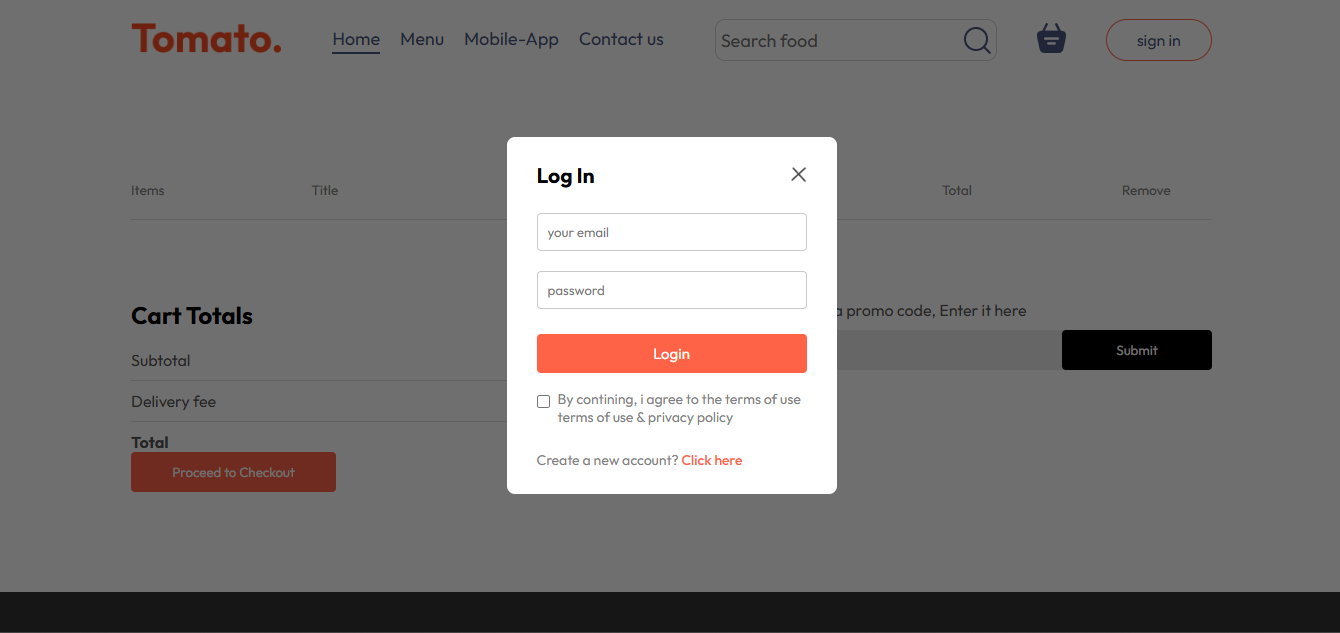 Tomato.
Home Menu Mobile-App Contact us
Search food
sign in
Log In
your email
password
Login
By contining, i agree to the terms of use
terms of use & privacy policy
Create a new account? Click here
Items Title Total Remove
Cart Totals
Subtotal
Delivery fee
Total
Proceed to Checkout
a promo code, Enter it here
Submit